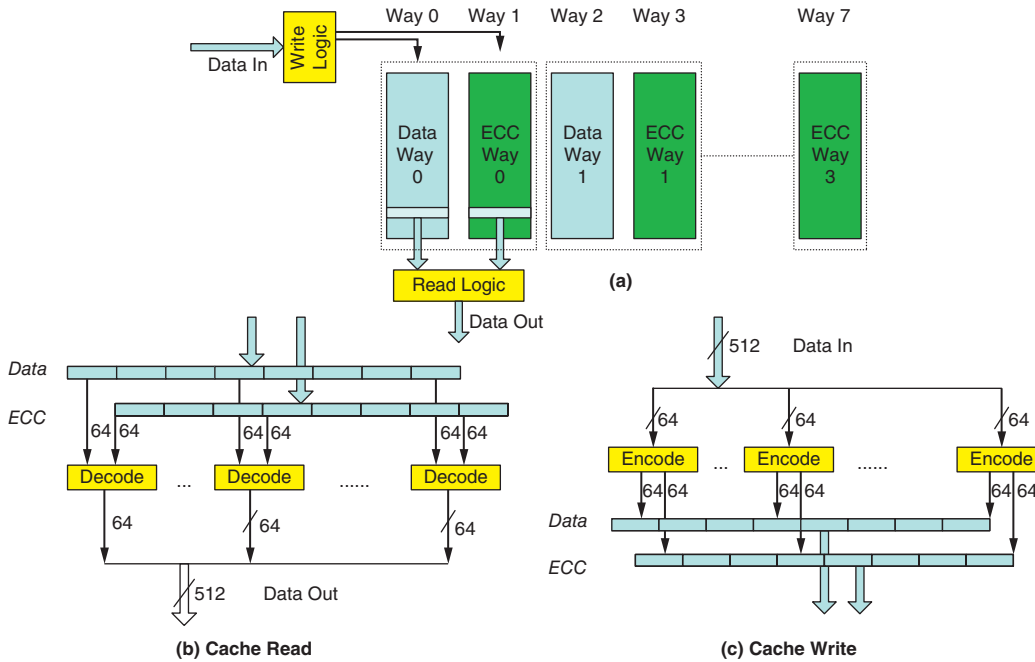 Way 0 Way 1 Way 2 Way 3 Way 7
Write
Logic
Data In
Data
Way
0
ECC
Way
0
Data
Way
1
ECC
Way
1
ECC
Way
3
Read Logic
(a)
Data Out
Data
ECC
64 64 64 64 64 64
Decode ... Decode ...... Decode
64 64 64
512 Data Out
(b) Cache Read
512 Data In
64 64 64
Encode ... Encode ...... Encode
64 64 64 64 64 64
Data
ECC
(c) Cache Write